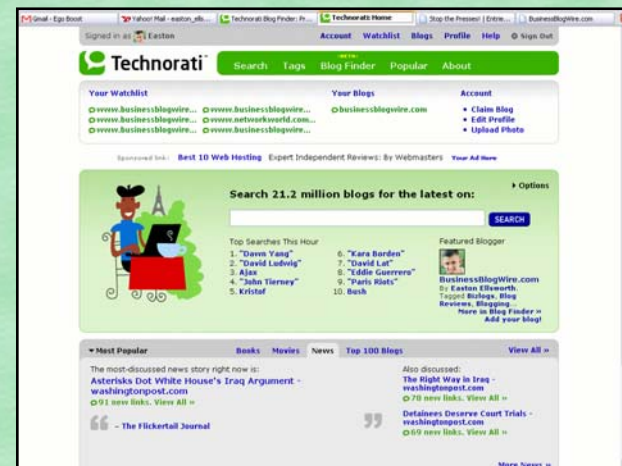 Gmail - Ego Boost
Yahoo! Mail - easton_ells...
Technorati Blog Finder: Pr...
Technorati: Home
Stop the Presses! | Entrie...
BusinessBlogWire.com
Signed in as Easton
Account Watchlist Blogs Profile Help Sign Out
Technorati
BETA
Search Tags Blog Finder Popular About
Your Watchlist
www.businessblogwire... www.businessblogwire...
www.businessblogwire... www.networkworld.com...
www.businessblogwire... www.businessblogwire...
Your Blogs
businessblogwire.com
Account
• Claim Blog
• Edit Profile
• Upload Photo
Sponsored link: Best 10 Web Hosting Expert Independent Reviews: By Webmasters Your Ad Here
Options
Search 21.2 million blogs for the latest on:
SEARCH
Top Searches This Hour
1. "Dawn Yang"
2. "David Ludwig"
3. Ajax
4. "John Tierney"
5. Kristof
6. "Kara Borden"
7. "David Lat"
8. "Eddie Guerrero"
9. "Paris Riots"
10. Bush
Featured Blogger
BusinessBlogWire.com
By Easton Ellsworth.
Tagged Bizlogs, Blog
Reviews, Blogging...
More in Blog Finder »
Add your blog!
Most Popular
Books Movies News Top 100 Blogs
View All »
The most-discussed news story right now is:
Asterisks Dot White House's Iraq Argument -
washingtonpost.com
91 new links. View All »
“ – The Flickertail Journal ”
Also discussed:
The Right Way in Iraq -
washingtonpost.com
70 new links. View All »
Detainees Deserve Court Trials -
washingtonpost.com
69 new links. View All »
More News »